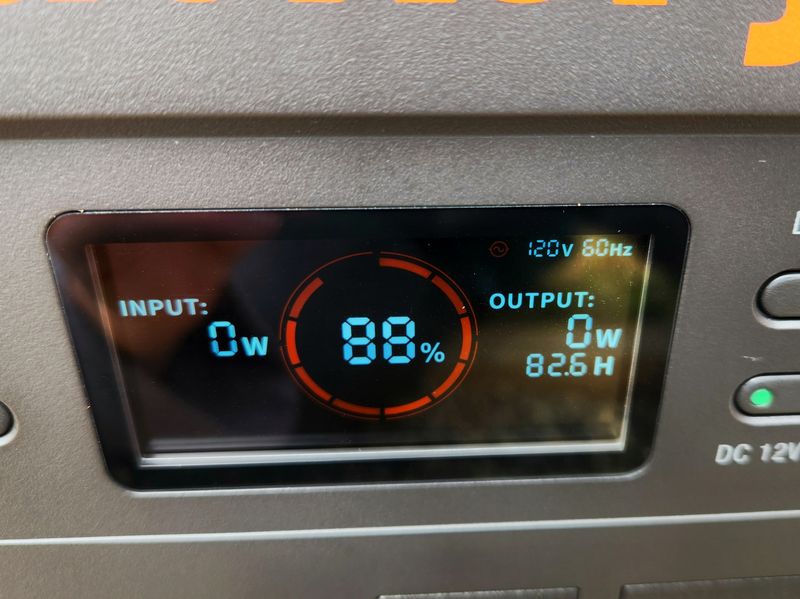 120V 60Hz
INPUT:
0W
88%
OUTPUT:
0W
82.6H
DC 12V